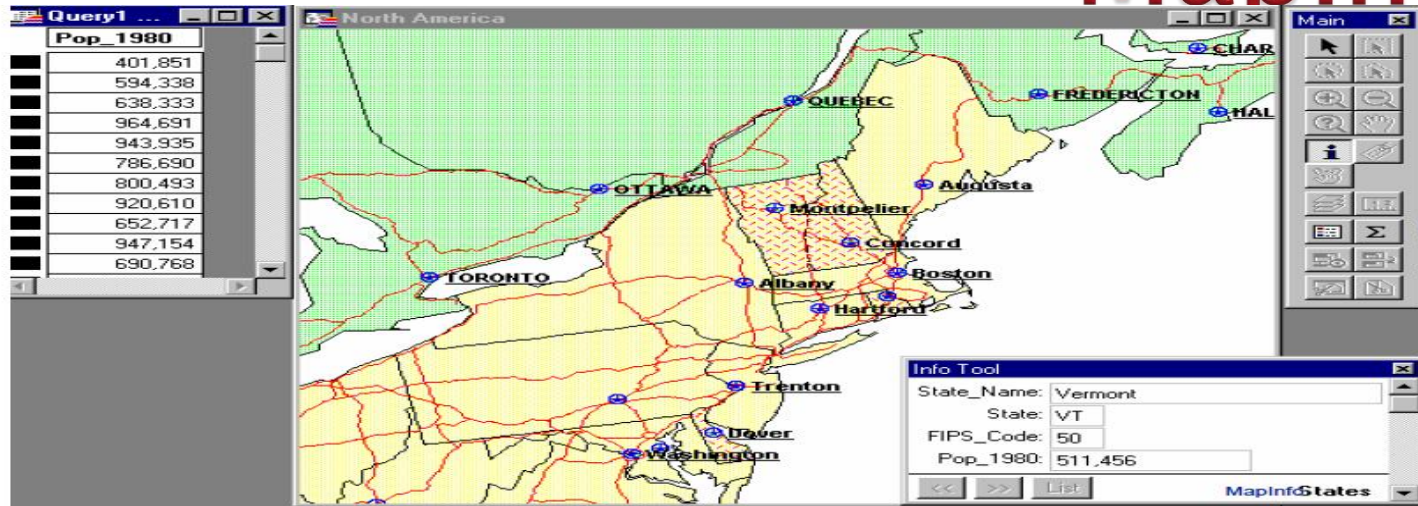 Query1 ...
Pop_1980
401,851
594,338
638,333
964,691
943,935
786,690
800,493
920,610
652,717
947,154
690,768
North America
CHAR
QUEBEC
FREDERICTON
HAL
OTTAWA
Augusta
Montpelier
Concord
TORONTO
Albany
Boston
Hartford
Trenton
Dover
Washington
Main
Info Tool
State_Name: Vermont
State: VT
FIPS_Code: 50
Pop_1980: 511,456
<< >> List
MapInfo States